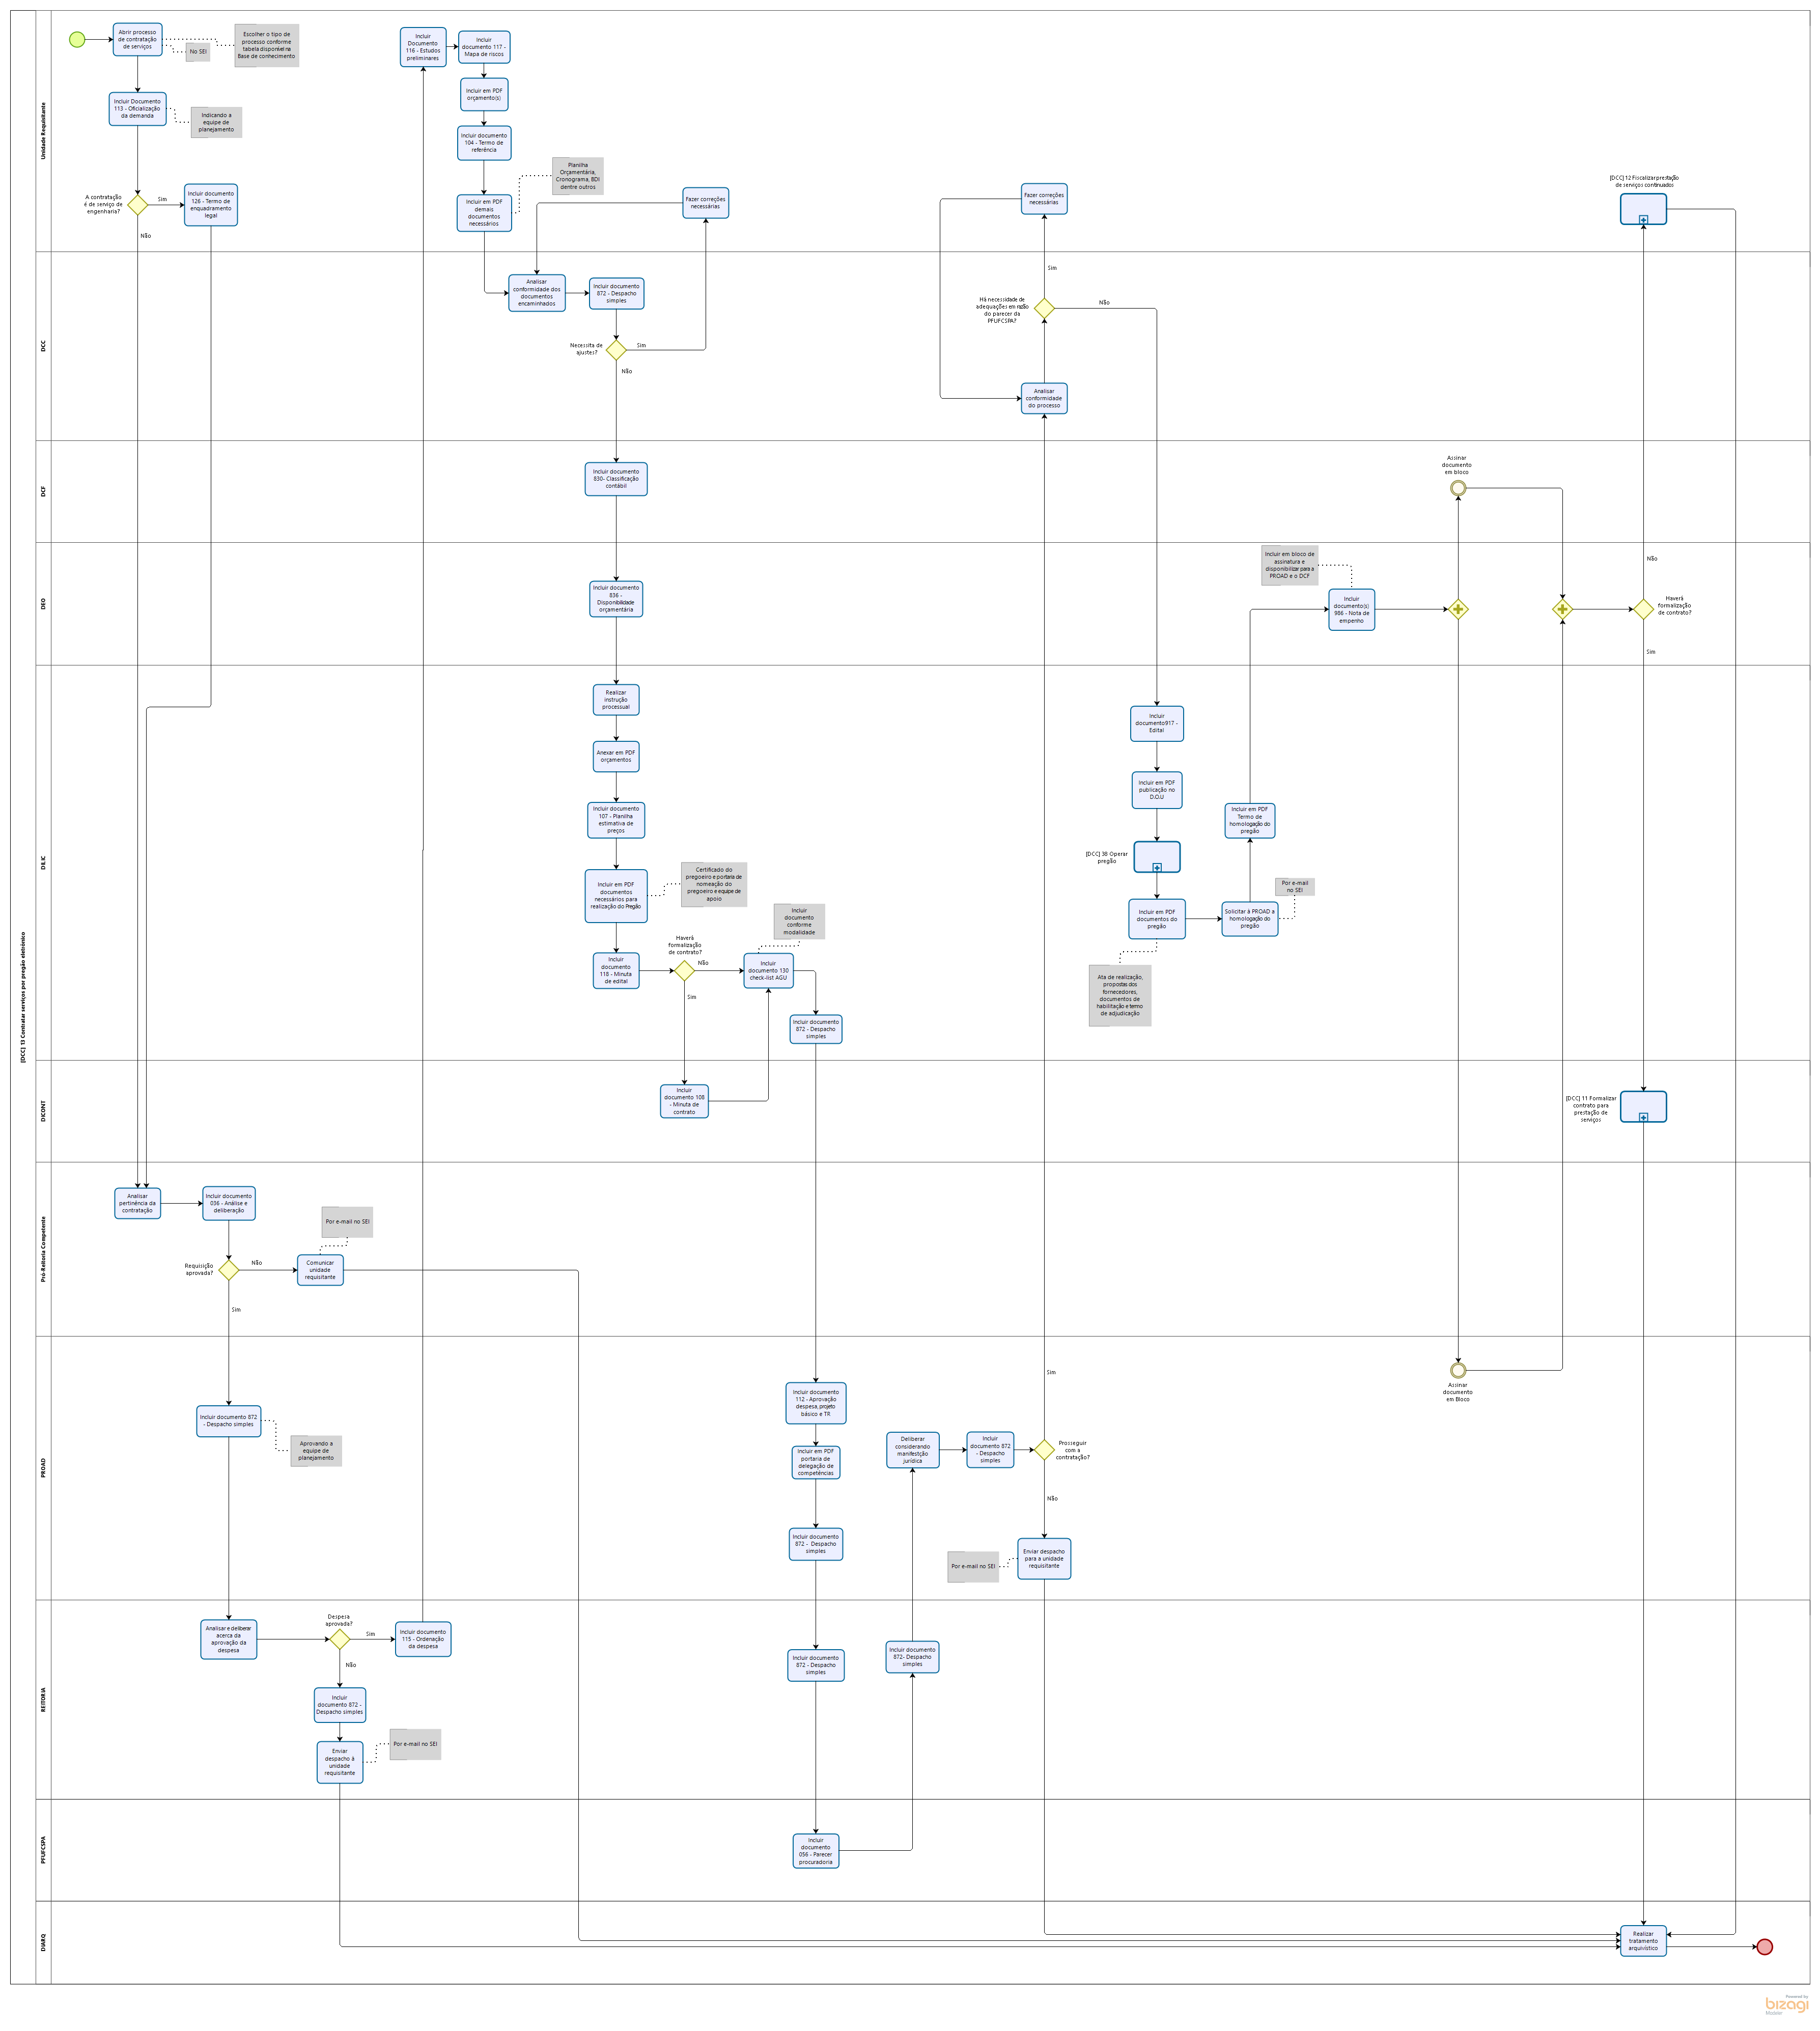 [DCC] 13 Contratar serviços por pregão eletrônico
Unidade Requisitante
Abrir processo
de contratação
de serviços
No SEI
Escolher o tipo de
processo conforme
tabela disponível na
Base de conhecimento
Incluir Documento
113 - Oficialização
da demanda
Indicando a
equipe de
planejamento
A contratação
é de serviço de
engenharia?
Sim
Não
Incluir documento
126 - Termo de
enquadramento
legal
Incluir
Documento
116 - Estudos
preliminares
Incluir
documento 117 -
Mapa de riscos
Incluir em PDF
orçamento(s)
Incluir documento
104 - Termo de
referência
Incluir em PDF
demais
documentos
necessários
Planilha
Orçamentária,
Cronograma, BDI
dentre outros
Fazer correções
necessárias
Fazer correções
necessárias
[DCC] 12 Fiscalizar prestação
de serviços continuados
DCC
Analisar
conformidade dos
documentos
encaminhados
Incluir documento
872 - Despacho
simples
Necessita de
ajustes?
Sim
Não
Há necessidade de
adequações em razão
do parecer da
PFUFCSPA?
Sim
Não
Analisar
conformidade
do processo
DCF
Incluir documento
830- Classificação
contábil
Assinar
documento
em bloco
DEO
Incluir documento
836 -
Disponibilidade
orçamentária
Incluir em bloco de
assinatura e
disponibilizar para a
PROAD e o DCF
Incluir
documento(s)
986 - Nota de
empenho
Não
Haverá
formalização
de contrato?
Sim
DILIC
Realizar
instrução
processual
Anexar em PDF
orçamentos
Incluir documento
107 - Planilha
estimativa de
preços
Incluir em PDF
documentos
necessários para
realização do Pregão
Certificado do
pregoeiro e portaria de
nomeação do
pregoeiro e equipe de
apoio
Incluir
documento
118 - Minuta
de edital
Haverá
formalização
de contrato?
Não
Sim
Incluir
documento
conforme
modalidade
Incluir
documento 130
check-list AGU
Incluir documento
872 - Despacho
simples
Incluir
documento917 -
Edital
Incluir em PDF
publicação no
D.O.U
[DCC] 38 Operar
pregão
Incluir em PDF
documentos do
pregão
Ata de realização,
propostas dos
fornecedores,
documentos de
habilitação e termo
de adjudicação
Solicitar à PROAD a
homologação do
pregão
Por e-mail
no SEI
Incluir em PDF
Termo de
homologação do
pregão
DICONT
Incluir
documento 108
- Minuta de
contrato
[DCC] 11 Formalizar
contrato para
prestação de
serviços
Pró-Reitoria Competente
Analisar
pertinência da
contratação
Incluir documento
036 - Análise e
deliberação
Requisição
aprovada?
Não
Sim
Comunicar
unidade
requisitante
Por e-mail no SEI
PROAD
Incluir documento 872
- Despacho simples
Aprovando a
equipe de
planejamento
Incluir documento
112 - Aprovação
despesa, projeto
básico e TR
Incluir em PDF
portaria de
delegação de
competências
Incluir documento
872 - Despacho
simples
Deliberar
considerando
manifestção
jurídica
Incluir
documento 872
- Despacho
simples
Sim
Prosseguir
com a
contratação?
Não
Enviar despacho
para a unidade
requisitante
Por e-mail no SEI
Assinar
documento
em Bloco
REITORIA
Analisar e deliberar
acerca da
aprovação da
despesa
Despesa
aprovada?
Sim
Não
Incluir documento
115 - Ordenação
da despesa
Incluir
documento 872 -
Despacho simples
Enviar
despacho à
unidade
requisitante
Por e-mail no SEI
Incluir documento
872 - Despacho
simples
Incluir documento
872- Despacho
simples
PFUFCSPA
Incluir
documento
056 - Parecer
procuradoria
DIARQ
Realizar
tratamento
arquivístico
Powered by
bizagi
Modeler